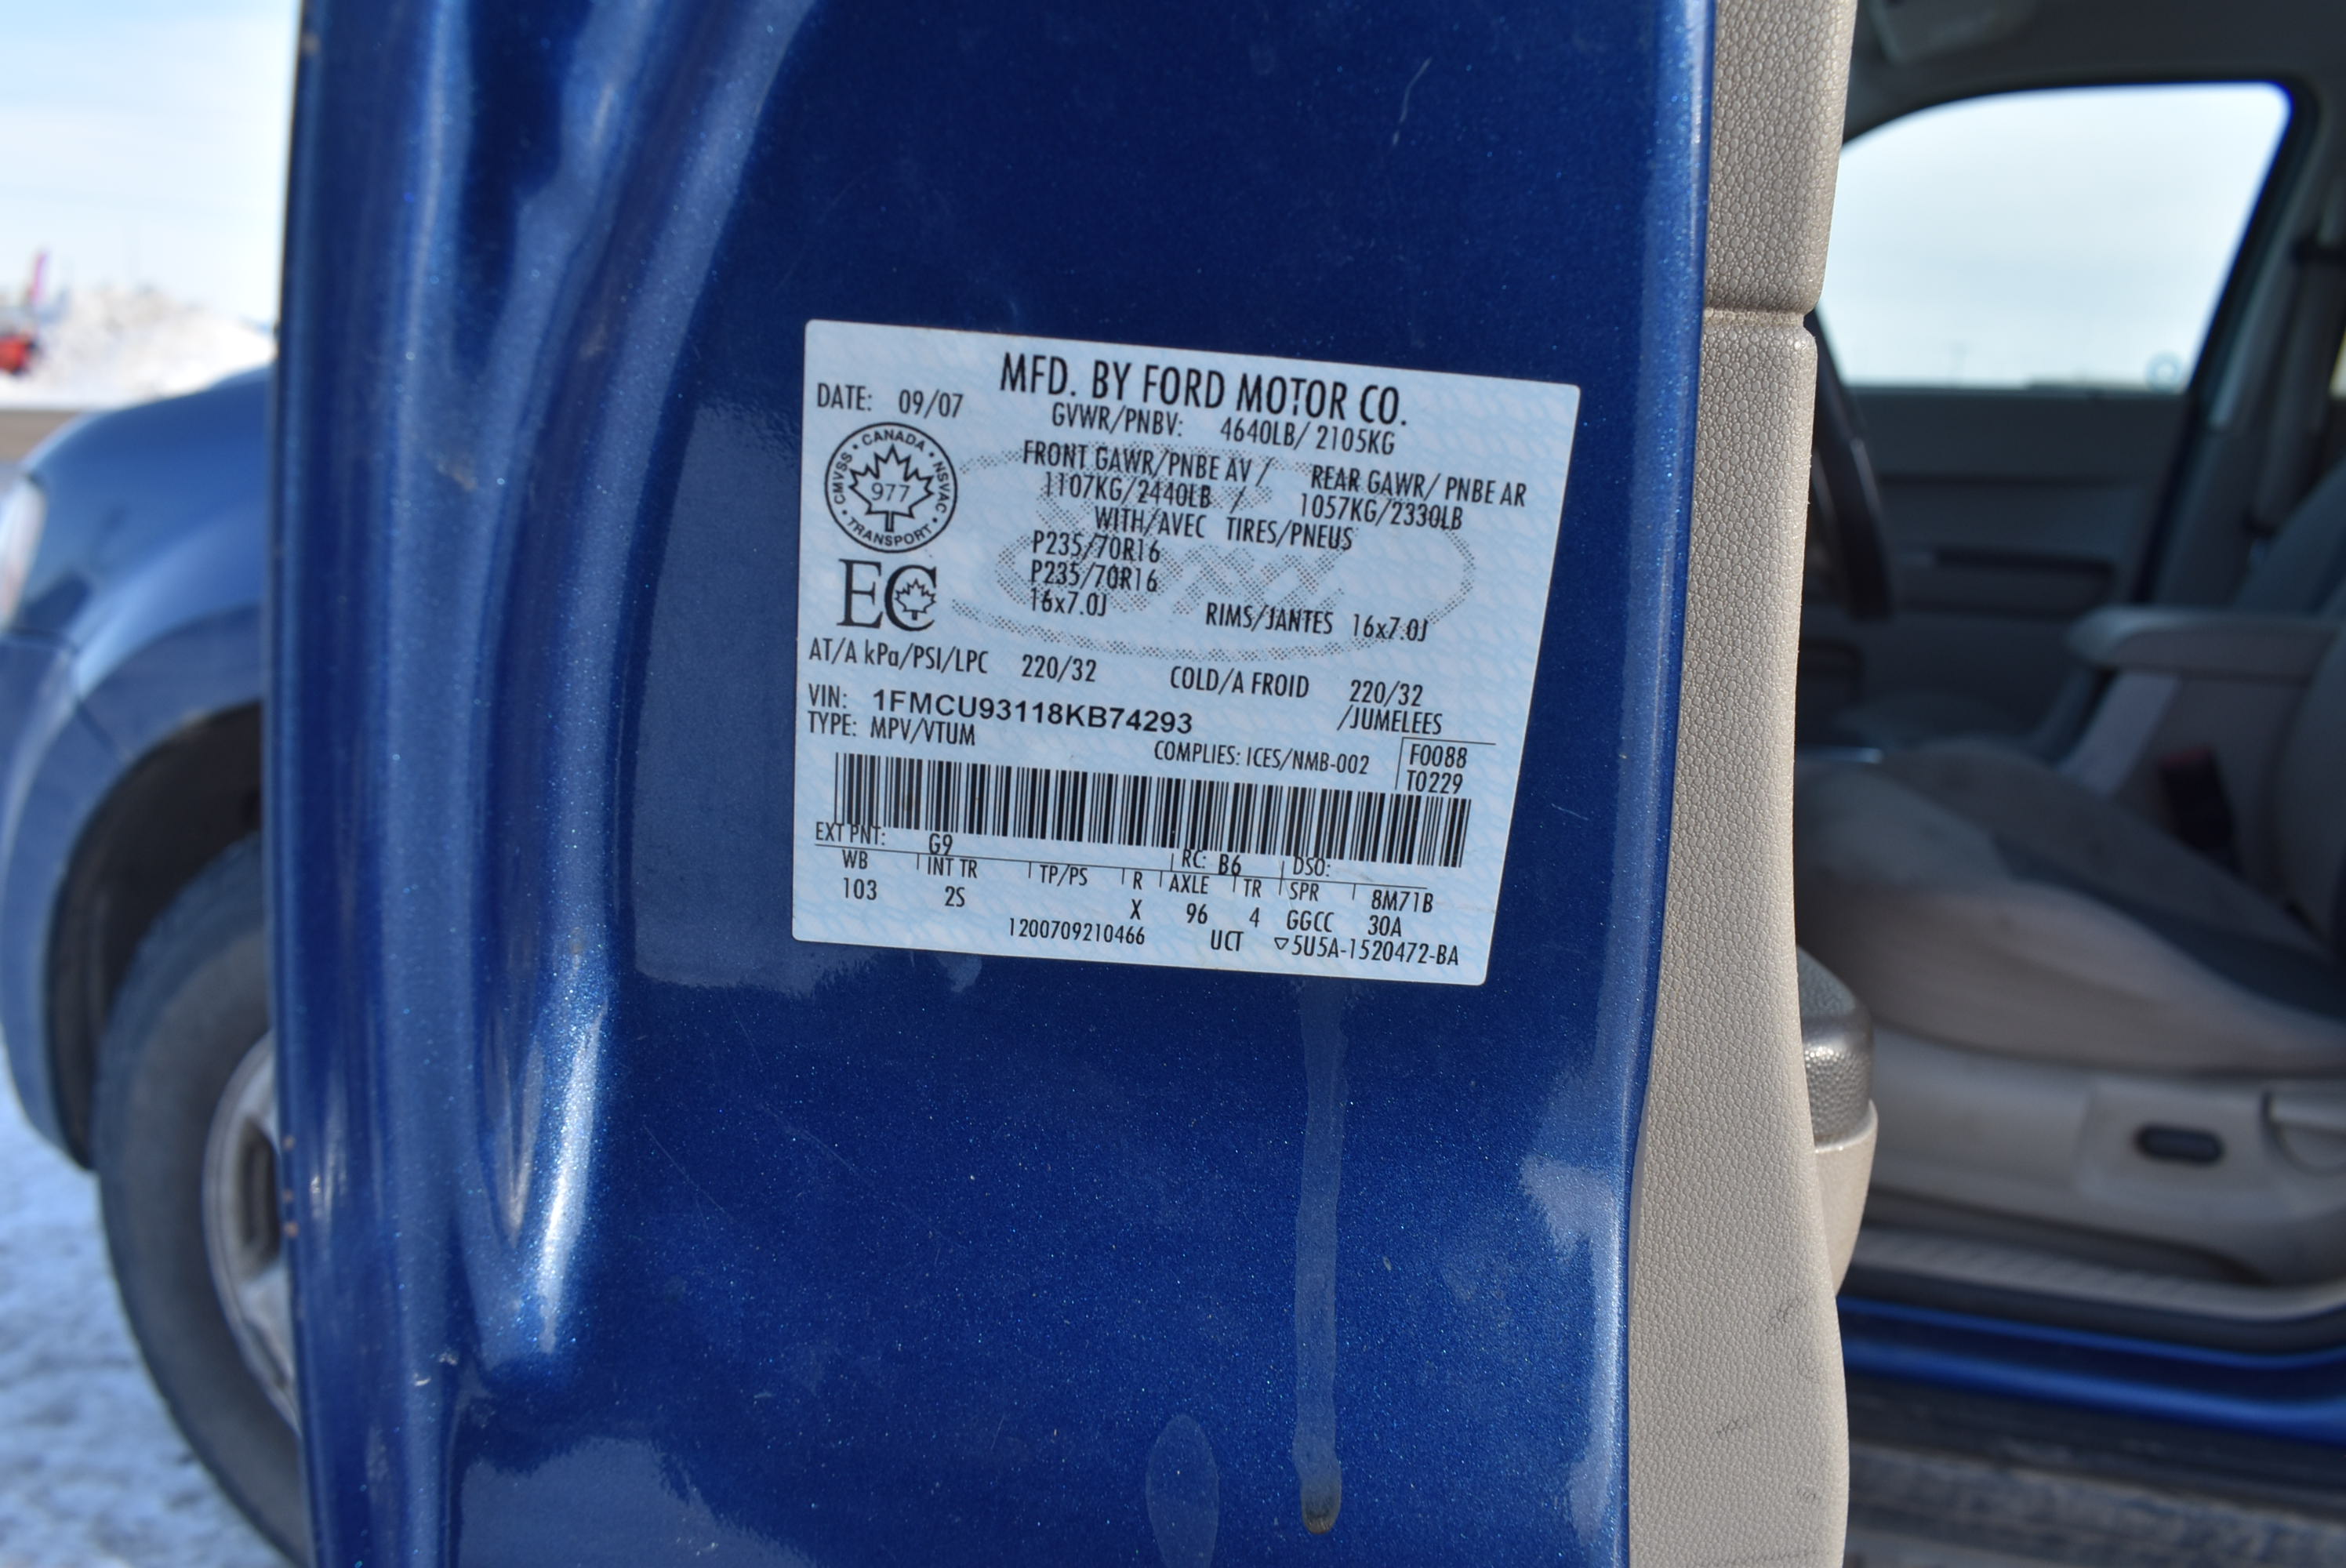 MFD. BY FORD MOTOR CO.
DATE: 09/07
GVWR/PNBV: 4640LB/ 2105KG
CANADA
CMVSS
NSVAC
TRANSPORT
977
FRONT GAWR/PNBE AV / REAR GAWR/ PNBE AR
1107KG/2440LB / 1057KG/2330LB
WITH/AVEC TIRES/PNEUS
P235/70R16
P235/70R16
16x7.0J RIMS/JANTES 16x7.0J
EC
AT/A kPa/PSI/LPC 220/32 COLD/A FROID 220/32
VIN: 1FMCU93118KB74293 /JUMELEES
TYPE: MPV/VTUM
COMPLIES: ICES/NMB-002
F0088
T0229
EXT PNT: G9 RC: B6 DSO:
WB INT TR TP/PS R AXLE TR SPR 8M71B
103 2S X 96 4 GGCC 30A
1200709210466 UCT ▽5U5A-1520472-BA